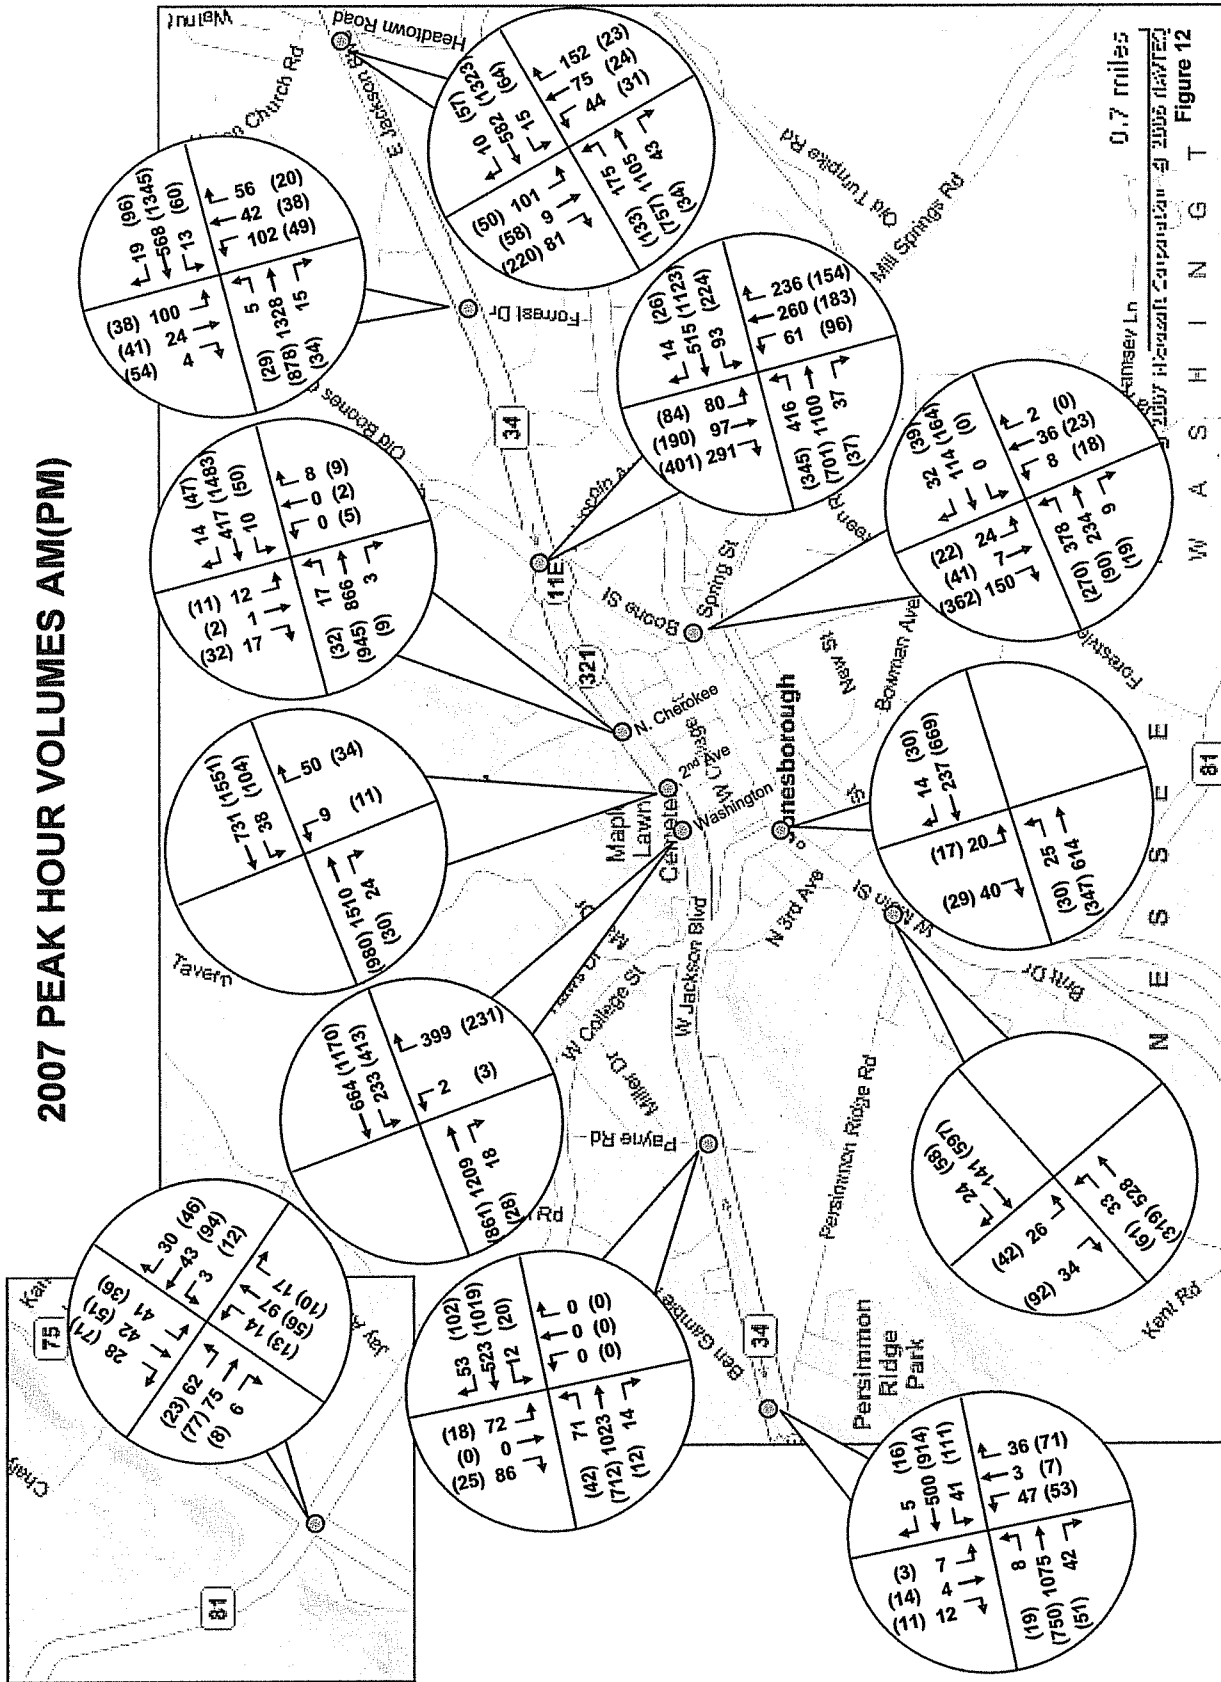 2007 PEAK HOUR VOLUMES AM(PM)
75
81
Jay A
28 (71)
42 (51)
41 (36)
30 (46)
43 (94)
3 (12)
(23) 62
(77) 75
(8) 6
(13) 14
(56) 97
(10) 17
Tavern
731 (1551)
38 (104)
(980) 1510
(30) 24
9 (11)
50 (34)
664 (1170)
233 (413)
(861) 1209
(28) 18
2 (3)
399 (231)
(11) 12
(2) 1
(32) 17
14 (47)
417 (1483)
10 (50)
(32) 17
(945) 866
(9) 3
0 (5)
0 (2)
8 (9)
(38) 100
(41) 24
(54) 4
19 (96)
568 (1345)
13 (60)
(29) 5
(878) 1328
(34) 15
102 (49)
42 (38)
56 (20)
(50) 101
(58) 9
(220) 81
10 (57)
582 (1323)
15 (64)
(133) 175
(757) 1105
(34) 43
44 (31)
75 (24)
152 (23)
(84) 80
(190) 97
(401) 291
14 (26)
515 (1123)
93 (224)
(345) 416
(701) 1100
(37) 37
61 (96)
260 (183)
236 (154)
(22) 24
(41) 7
(362) 150
32 (39)
114 (164)
0 (0)
(270) 378
(90) 234
(19) 9
8 (18)
36 (23)
2 (0)
(17) 20
(29) 40
14 (30)
237 (669)
(30) 25
(347) 614
(42) 26
(92) 34
24 (58)
141 (597)
(61) 33
(319) 528
(18) 72
(0) 0
(25) 86
53 (102)
523 (1019)
12 (20)
(42) 71
(712) 1023
(12) 14
0 (0)
0 (0)
0 (0)
(3) 7
(14) 4
(11) 12
5 (16)
500 (914)
41 (111)
(19) 8
(750) 1075
(51) 42
47 (53)
3 (7)
36 (71)
Walnut
Headtown Road
Church Rd
E Jackson
Forrest Dr
Old Boones
34
11E
321
N. Cherokee
2nd Ave
Washington
Maple
Lawn
Cemeter
Boone St
Spring St
New St
Bowman Ave
Jonesborough
Old Turnpike Rd
Mill Springs Rd
Ramsey Ln
Forestvie
81
N 3rd Ave
W Main St
Britt Dr
W Jackson Blvd
W College St
Miller Dr
Payne Rd
Rd
Ben Gamble
34
Persimmon Ridge Rd
Persimmon
Ridge
Park
Kent Rd
N E S S E E
W A S H I N G T
0.7 miles
2007 Microsoft Corporation © 2006 NAVTEQ
Figure 12